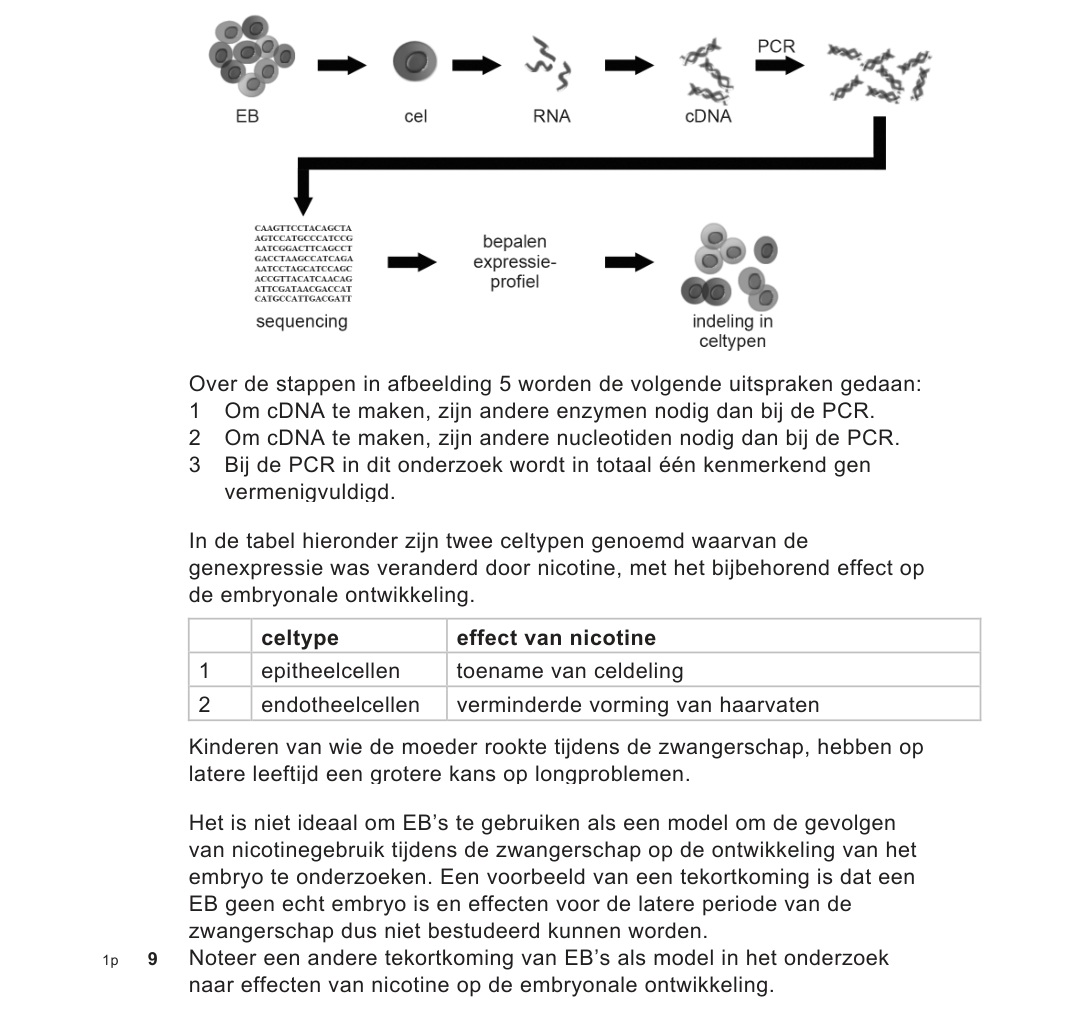 PCR
EB
cel
RNA
cDNA
CAAGTTCCTACAGCTA
AGTCCATGCCCATCCG
AATCGGACTTCAGCCT
GACCTAAGCCATCAGA
AATCCTAGCATCCAGC
ACCGTTACATCAACAG
ATTCGATAACGACCAT
CATGCCATTGACGATT
sequencing
bepalen
expressie-
profiel
indeling in
celtypen
Over de stappen in afbeelding 5 worden de volgende uitspraken gedaan:
1 Om cDNA te maken, zijn andere enzymen nodig dan bij de PCR.
2 Om cDNA te maken, zijn andere nucleotiden nodig dan bij de PCR.
3 Bij de PCR in dit onderzoek wordt in totaal één kenmerkend gen
vermenigvuldigd.
In de tabel hieronder zijn twee celtypen genoemd waarvan de
genexpressie was veranderd door nicotine, met het bijbehorend effect op
de embryonale ontwikkeling.
celtype effect van nicotine
1 epitheelcellen toename van celdeling
2 endotheelcellen verminderde vorming van haarvaten
Kinderen van wie de moeder rookte tijdens de zwangerschap, hebben op
latere leeftijd een grotere kans op longproblemen.
Het is niet ideaal om EB’s te gebruiken als een model om de gevolgen
van nicotinegebruik tijdens de zwangerschap op de ontwikkeling van het
embryo te onderzoeken. Een voorbeeld van een tekortkoming is dat een
EB geen echt embryo is en effecten voor de latere periode van de
zwangerschap dus niet bestudeerd kunnen worden.
1p 9 Noteer een andere tekortkoming van EB’s als model in het onderzoek
naar effecten van nicotine op de embryonale ontwikkeling.